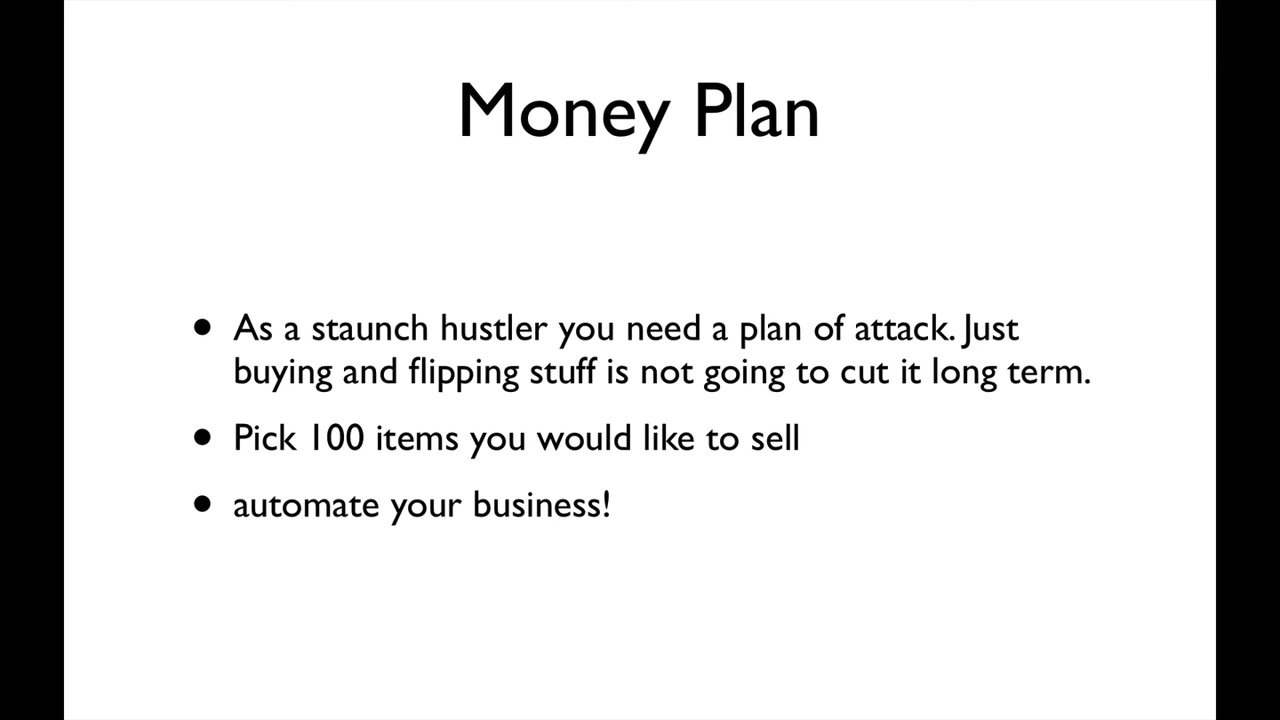 Money Plan
• As a staunch hustler you need a plan of attack. Just
buying and flipping stuff is not going to cut it long term.
• Pick 100 items you would like to sell
• automate your business!